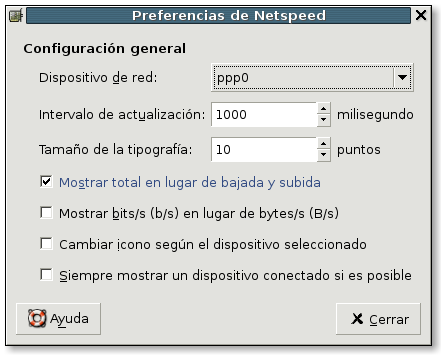 Preferencias de Netspeed
Configuración general
Dispositivo de red: ppp0
Intervalo de actualización: 1000 milisegundo
Tamaño de la tipografía: 10 puntos
Mostrar total en lugar de bajada y subida
Mostrar bits/s (b/s) en lugar de bytes/s (B/s)
Cambiar icono según el dispositivo seleccionado
Siempre mostrar un dispositivo conectado si es posible
Ayuda Cerrar